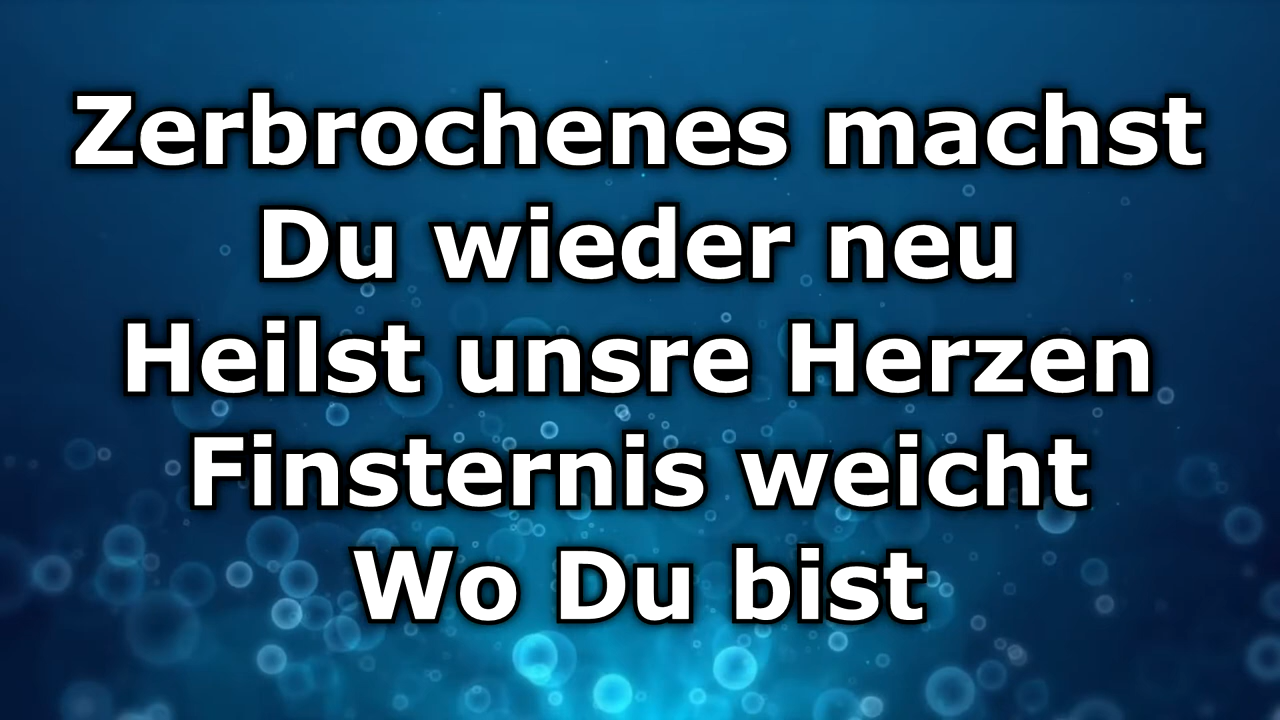 Zerbrochenes machst
Du wieder neu
Heilst unsre Herzen
Finsternis weicht
Wo Du bist